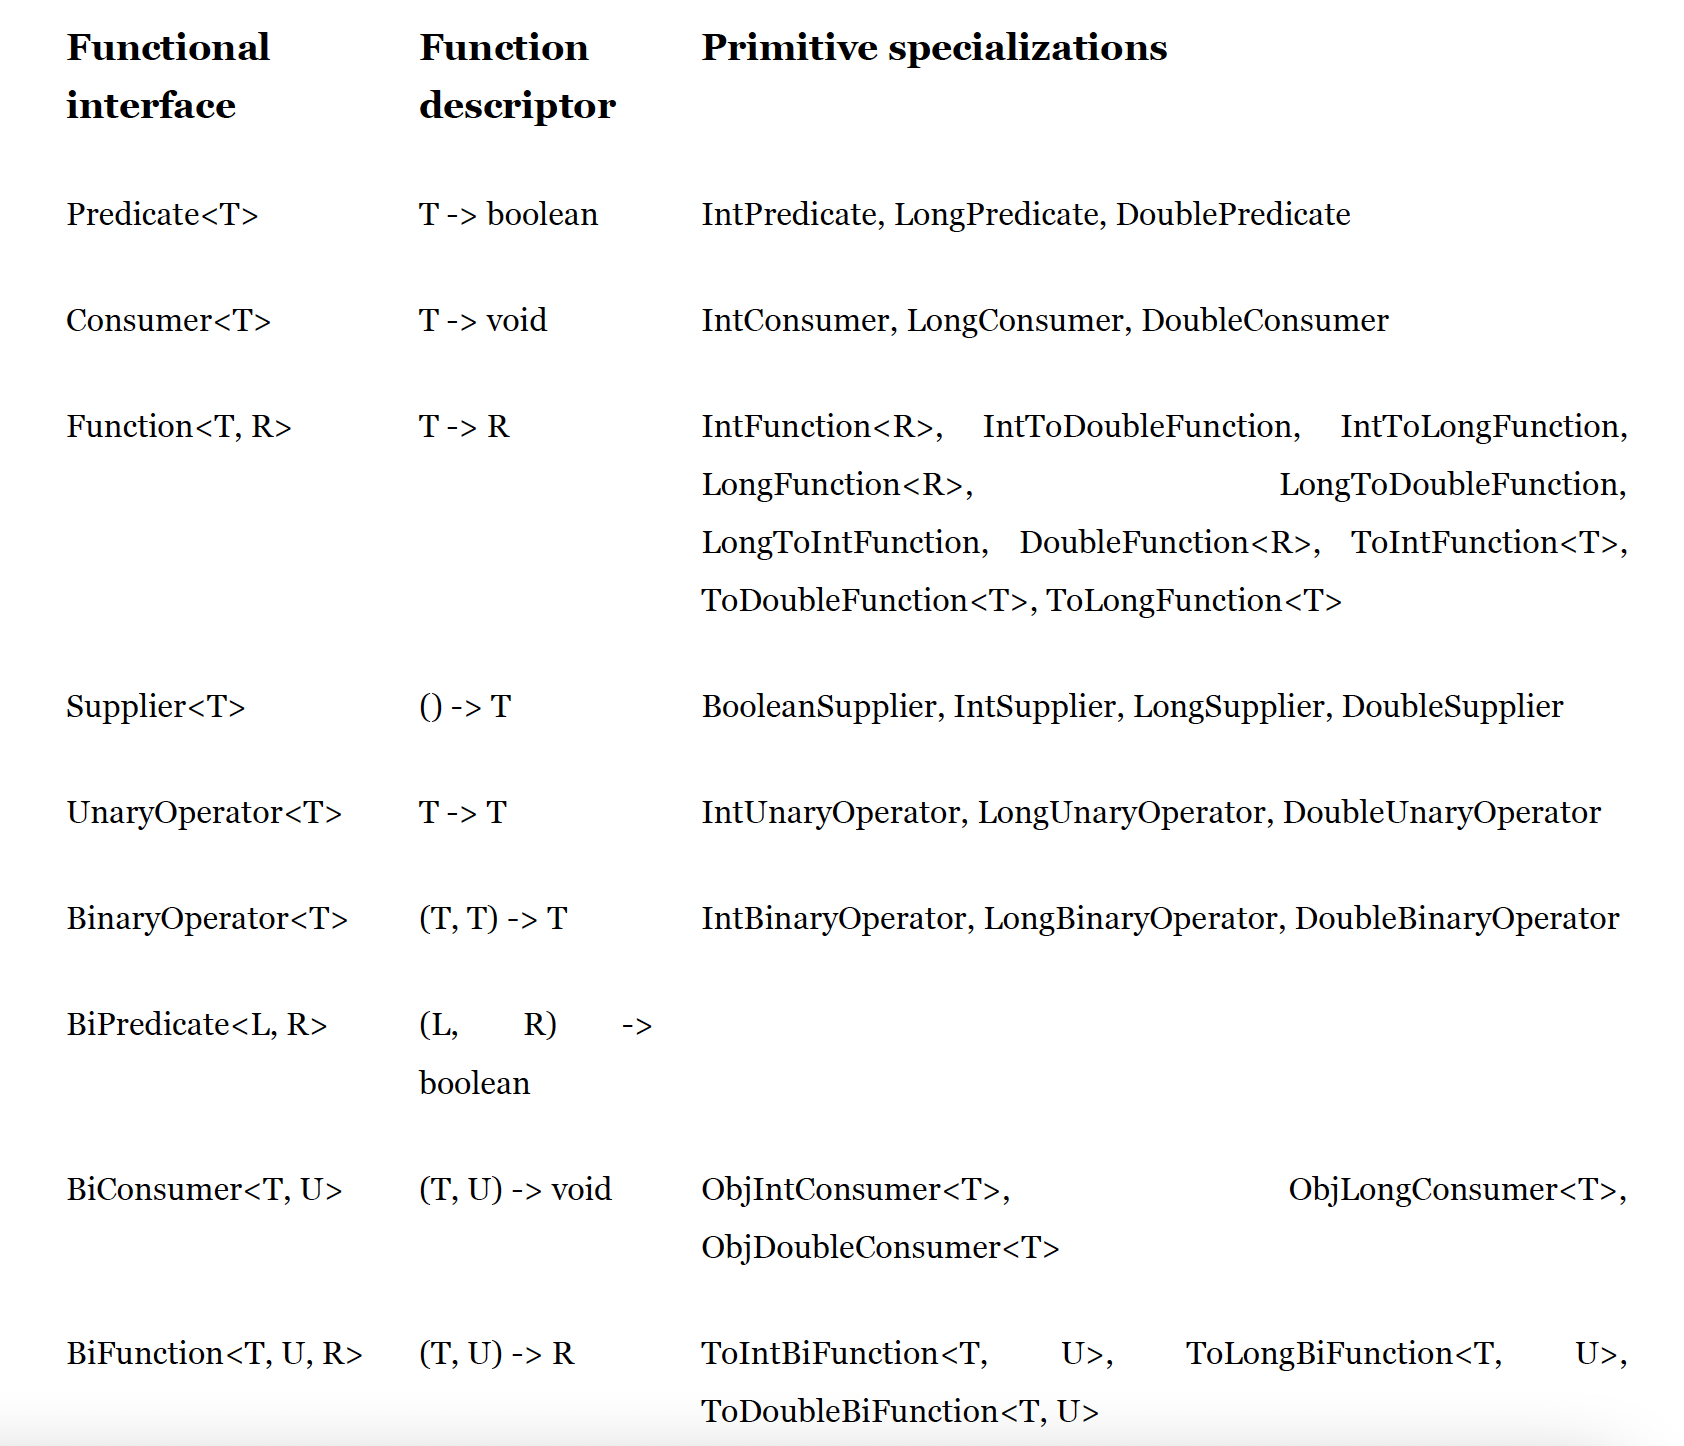 Functional interface
Function descriptor
Primitive specializations
Predicate<T>
T -> boolean
IntPredicate, LongPredicate, DoublePredicate
Consumer<T>
T -> void
IntConsumer, LongConsumer, DoubleConsumer
Function<T, R>
T -> R
IntFunction<R>, IntToDoubleFunction, IntToLongFunction,
LongFunction<R>, LongToDoubleFunction,
LongToIntFunction, DoubleFunction<R>, ToIntFunction<T>,
ToDoubleFunction<T>, ToLongFunction<T>
Supplier<T>
() -> T
BooleanSupplier, IntSupplier, LongSupplier, DoubleSupplier
UnaryOperator<T>
T -> T
IntUnaryOperator, LongUnaryOperator, DoubleUnaryOperator
BinaryOperator<T>
(T, T) -> T
IntBinaryOperator, LongBinaryOperator, DoubleBinaryOperator
BiPredicate<L, R>
(L, R) ->
boolean
BiConsumer<T, U>
(T, U) -> void
ObjIntConsumer<T>, ObjLongConsumer<T>,
ObjDoubleConsumer<T>
BiFunction<T, U, R>
(T, U) -> R
ToIntBiFunction<T, U>, ToLongBiFunction<T, U>,
ToDoubleBiFunction<T, U>